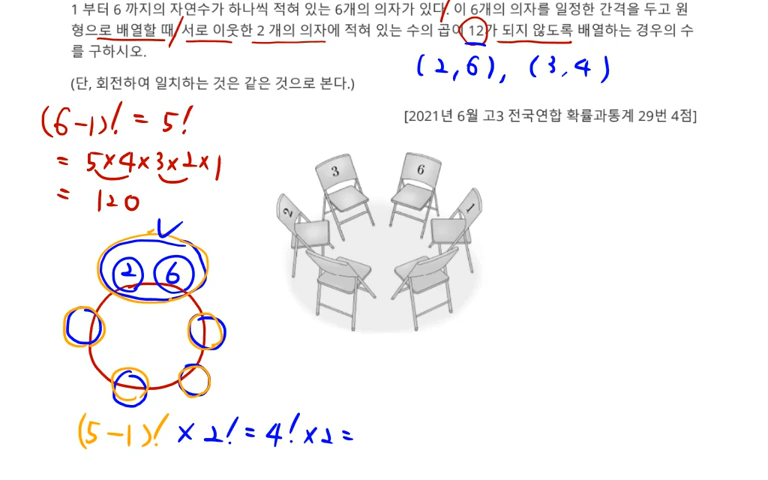 1 부터 6 까지의 자연수가 하나씩 적혀 있는 6개의 의자가 있다. 이 6개의 의자를 일정한 간격을 두고 원
형으로 배열할 때, 서로 이웃한 2 개의 의자에 적혀 있는 수의 곱이 12가 되지 않도록 배열하는 경우의 수
를 구하시오.
(2, 6), (3, 4)
(단, 회전하여 일치하는 것은 같은 것으로 본다.)
(6-1)! = 5!
[2021년 6월 고3 전국연합 확률과통계 29번 4점]
= 5×4×3×2×1
= 120
3 6
2 1
2 6
(5-1)! × 2! = 4! × 2 =